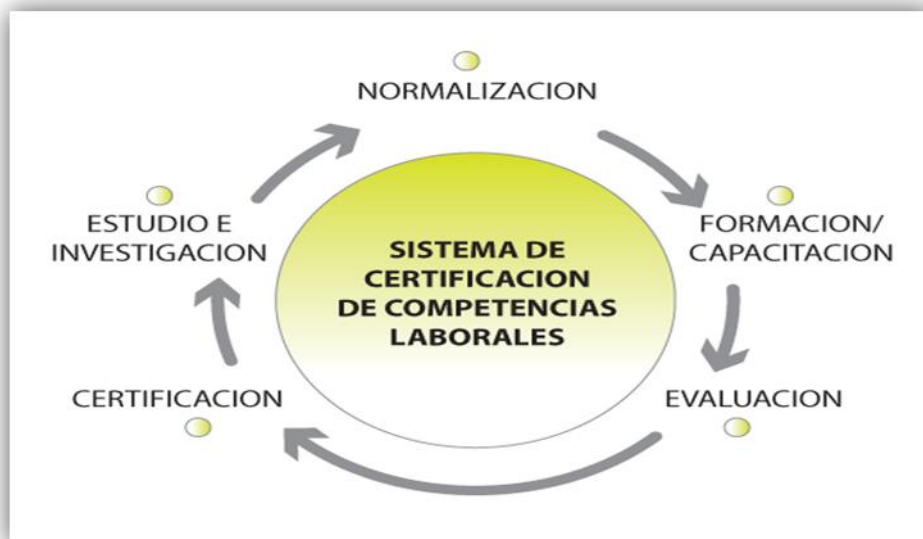 NORMALIZACION
FORMACION/
CAPACITACION
EVALUACION
CERTIFICACION
ESTUDIO E
INVESTIGACION
SISTEMA DE
CERTIFICACION
DE COMPETENCIAS
LABORALES